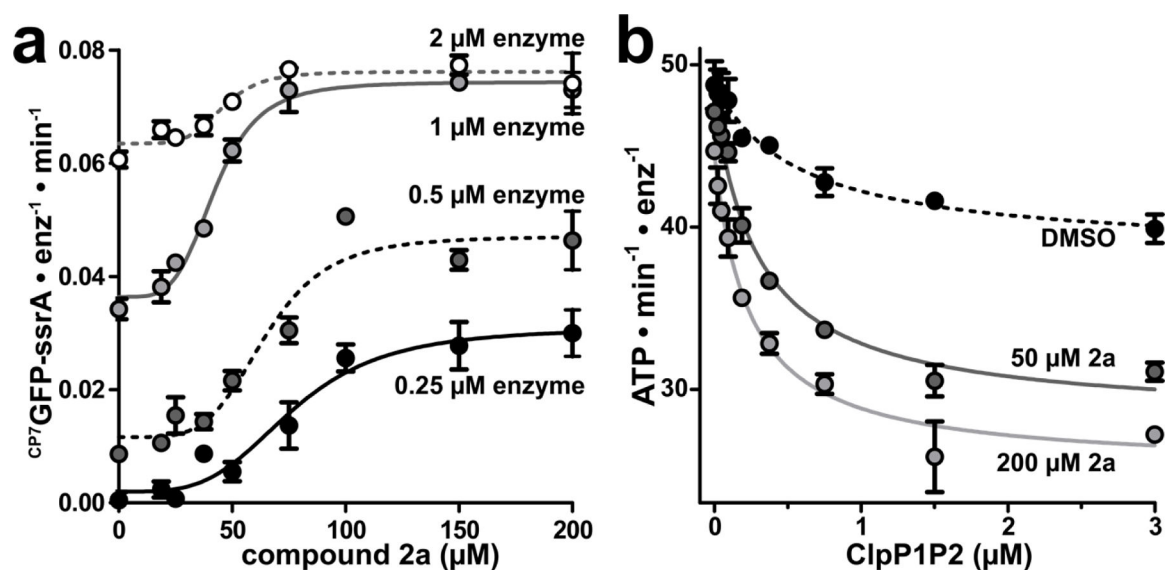 a
0.08
0.06
0.04
0.02
0.00
ᶜᴾ⁷GFP-ssrA • enz⁻¹ • min⁻¹
2 µM enzyme
1 µM enzyme
0.5 µM enzyme
0.25 µM enzyme
0 50 100 150 200
compound 2a (µM)
b
50
40
30
ATP • min⁻¹ • enz⁻¹
DMSO
50 µM 2a
200 µM 2a
0 1 2 3
ClpP1P2 (µM)